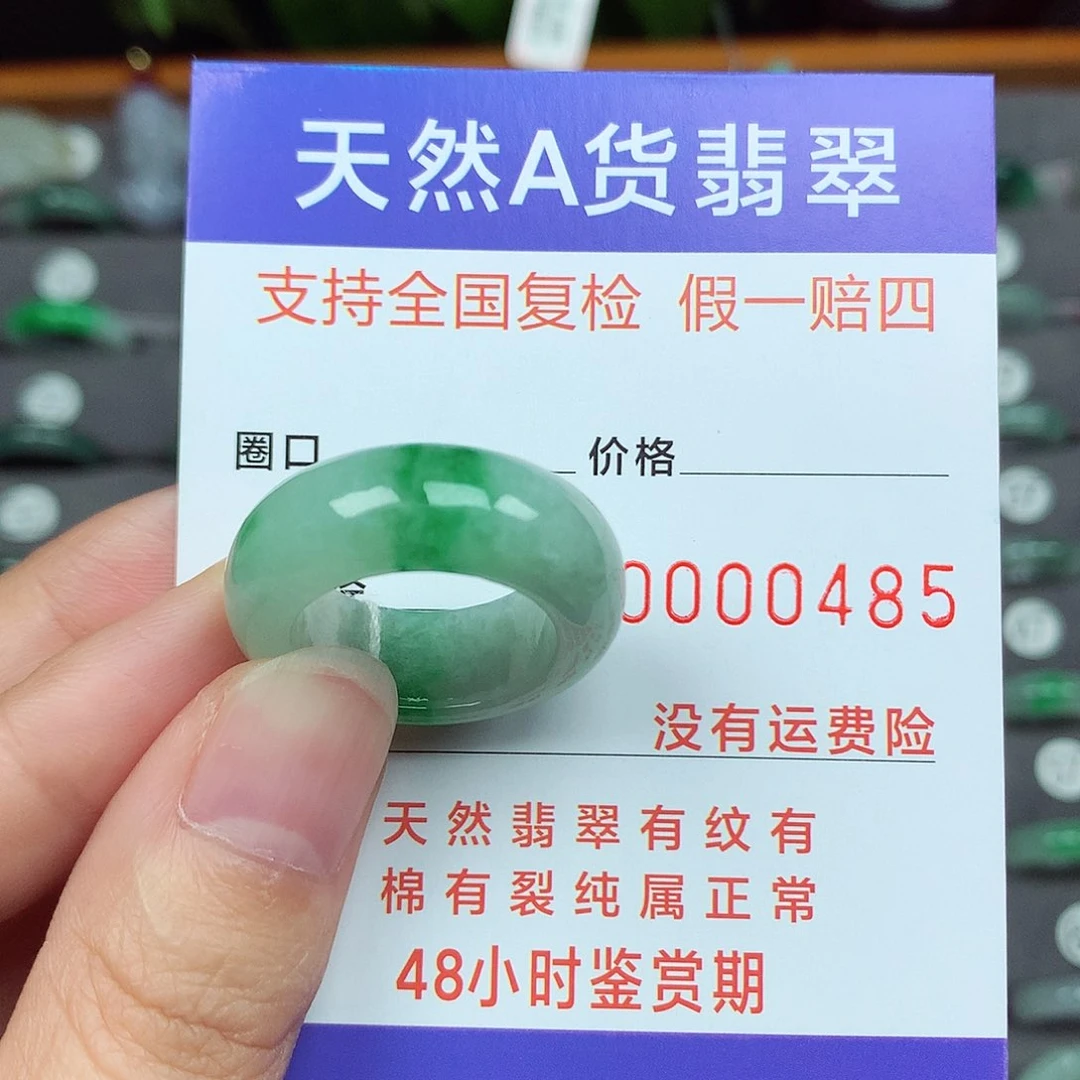 天然A货翡翠
支持全国复检 假一赔四
圈口 价格
0000485
没有运费险
天然翡翠有纹有
棉有裂纯属正常
48小时鉴赏期